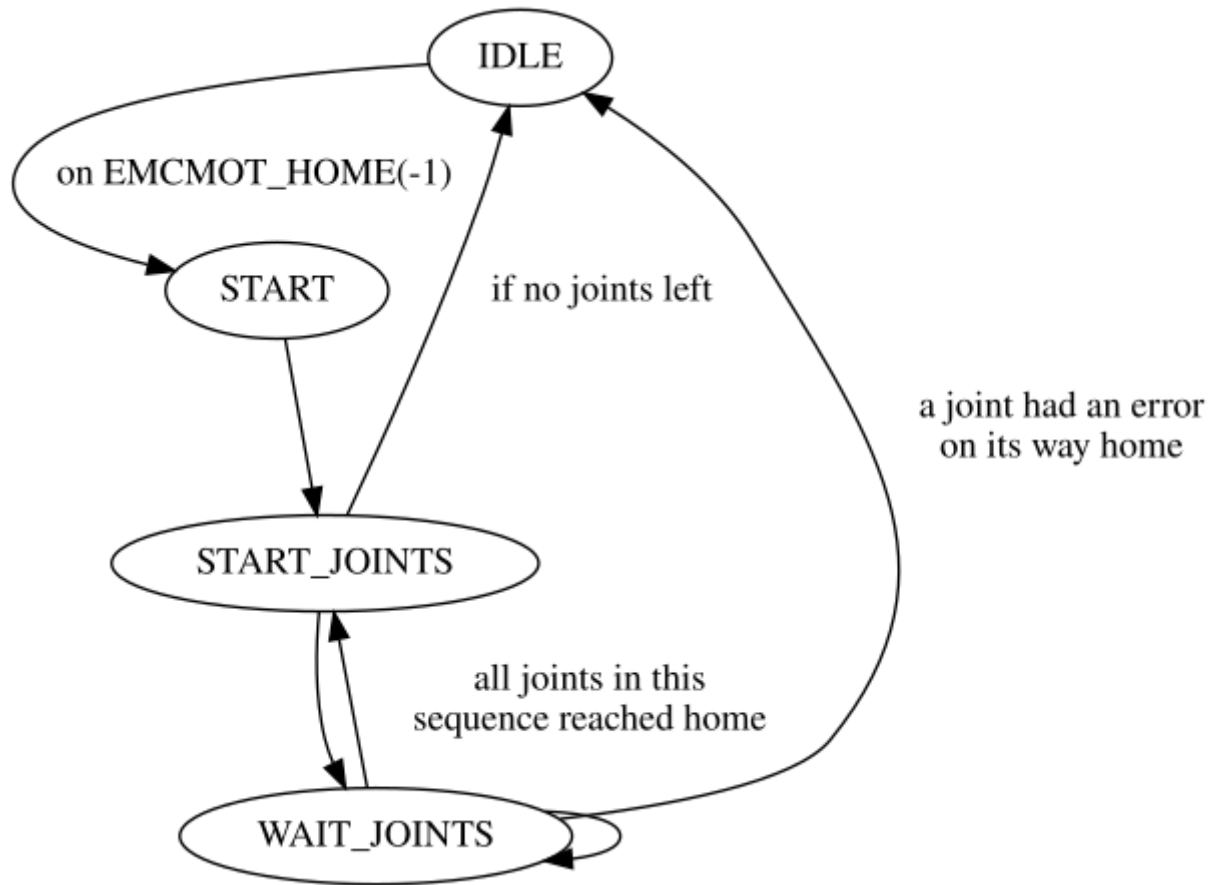 IDLE
on EMCMOT_HOME(-1)
START
if no joints left
a joint had an error
on its way home
START_JOINTS
all joints in this
sequence reached home
WAIT_JOINTS